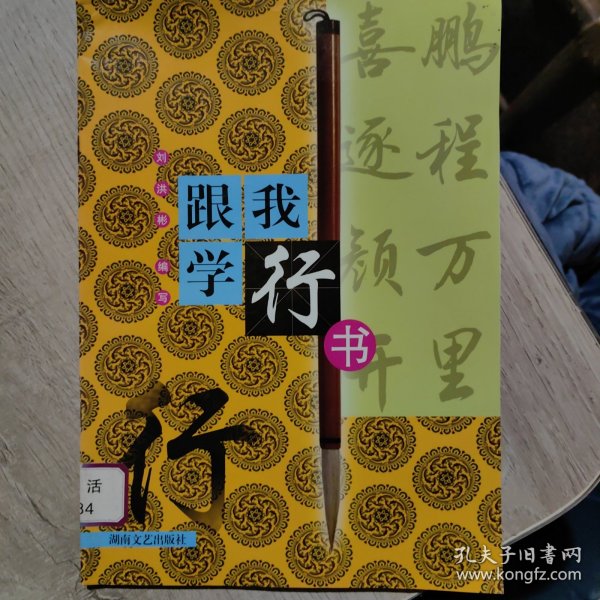 鹏程万里
喜逐颜开
刘洪彬 编写
跟我
学行
书
行
活
84
湖南文艺出版社
孔夫子旧书网
www.kongfz.com